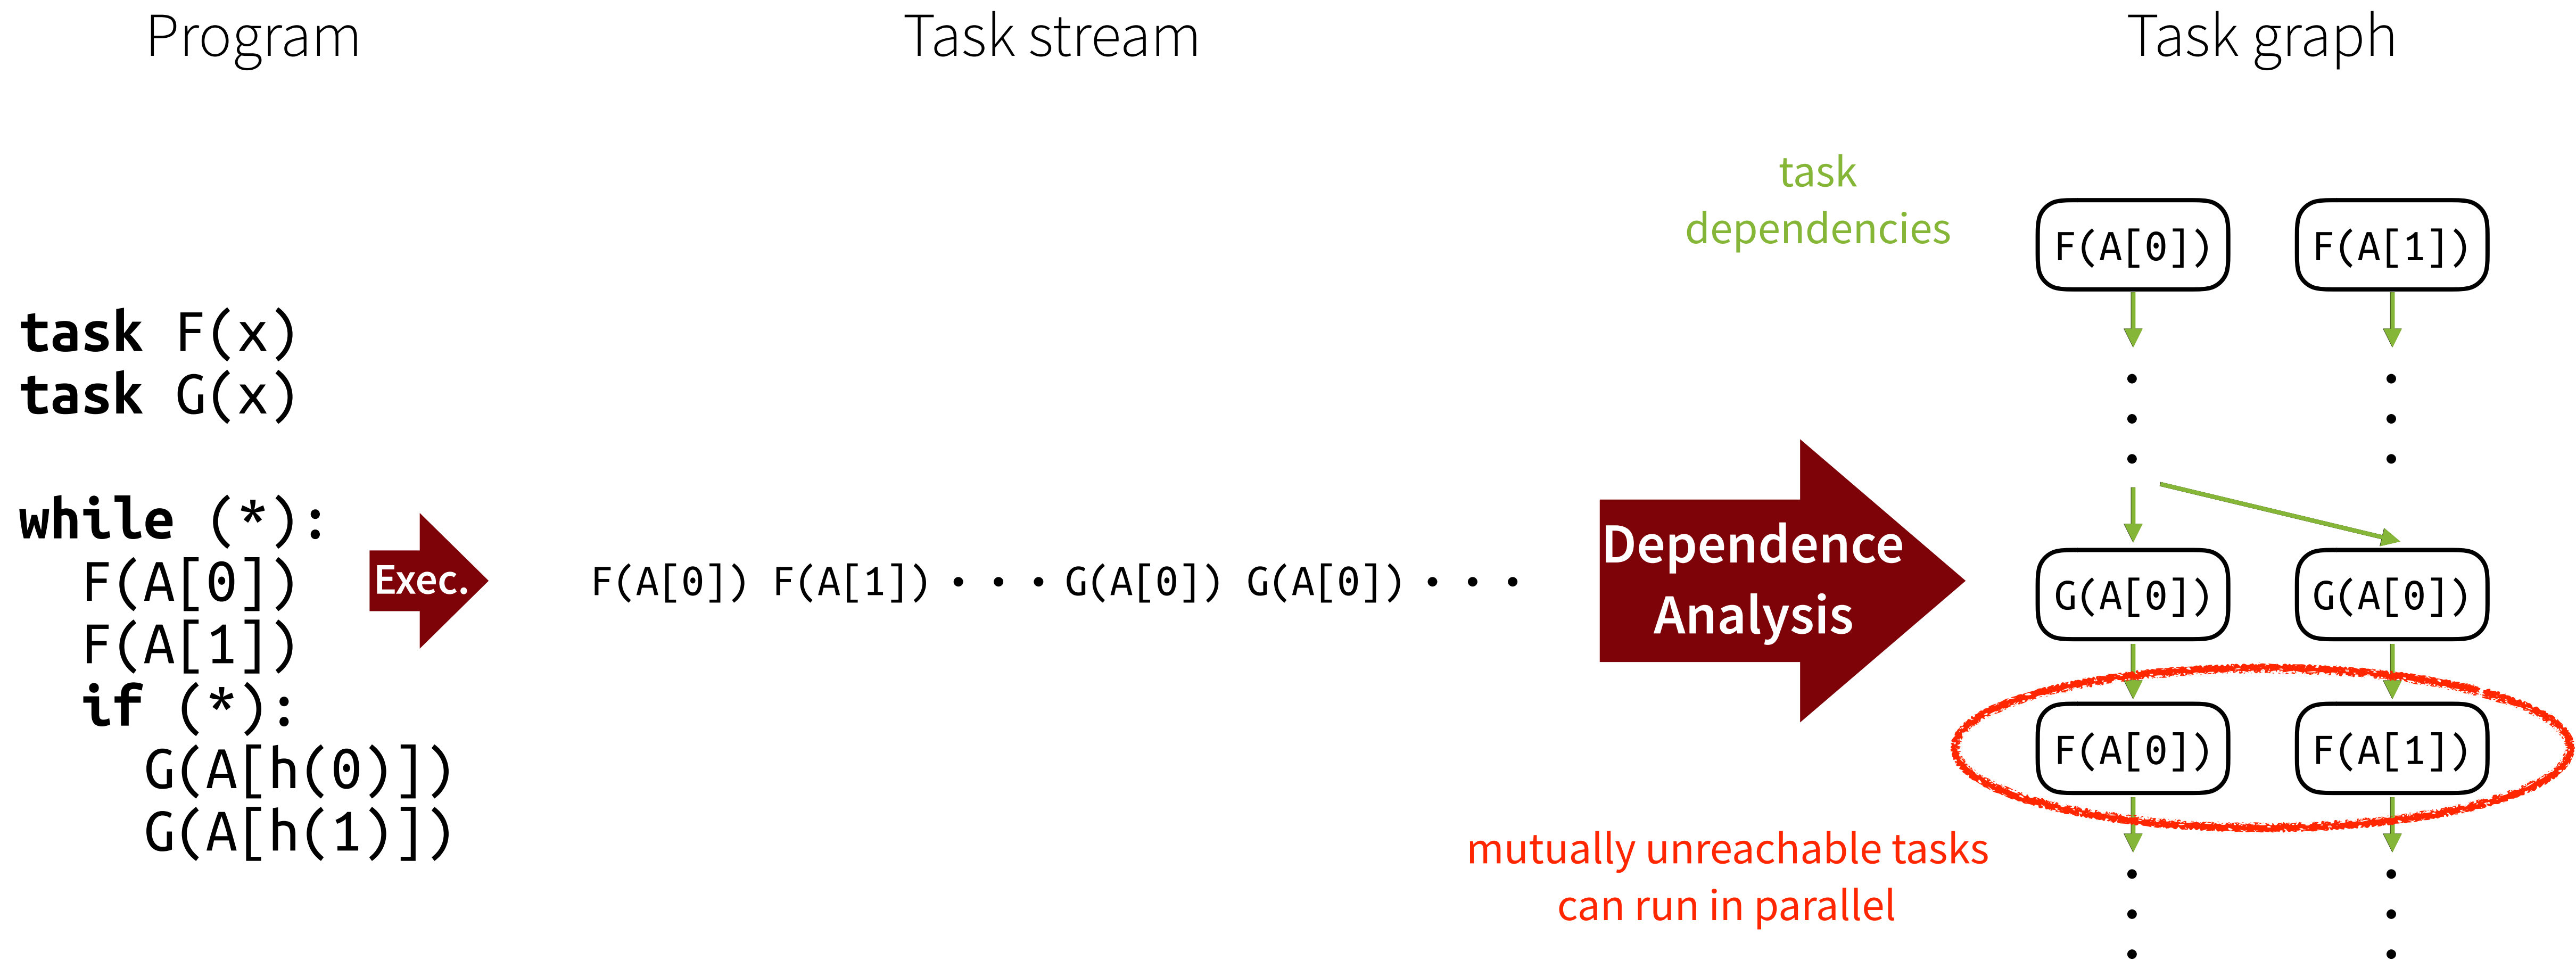 Program
Task stream
Task graph
task F(x)
task G(x)
while (*):
F(A[0])
F(A[1])
if (*):
G(A[h(0)])
G(A[h(1)])
Exec.
F(A[0]) F(A[1]) • • • G(A[0]) G(A[0]) • • •
Dependence
Analysis
task
dependencies
F(A[0]) F(A[1])
G(A[0]) G(A[0])
F(A[0]) F(A[1])
mutually unreachable tasks
can run in parallel